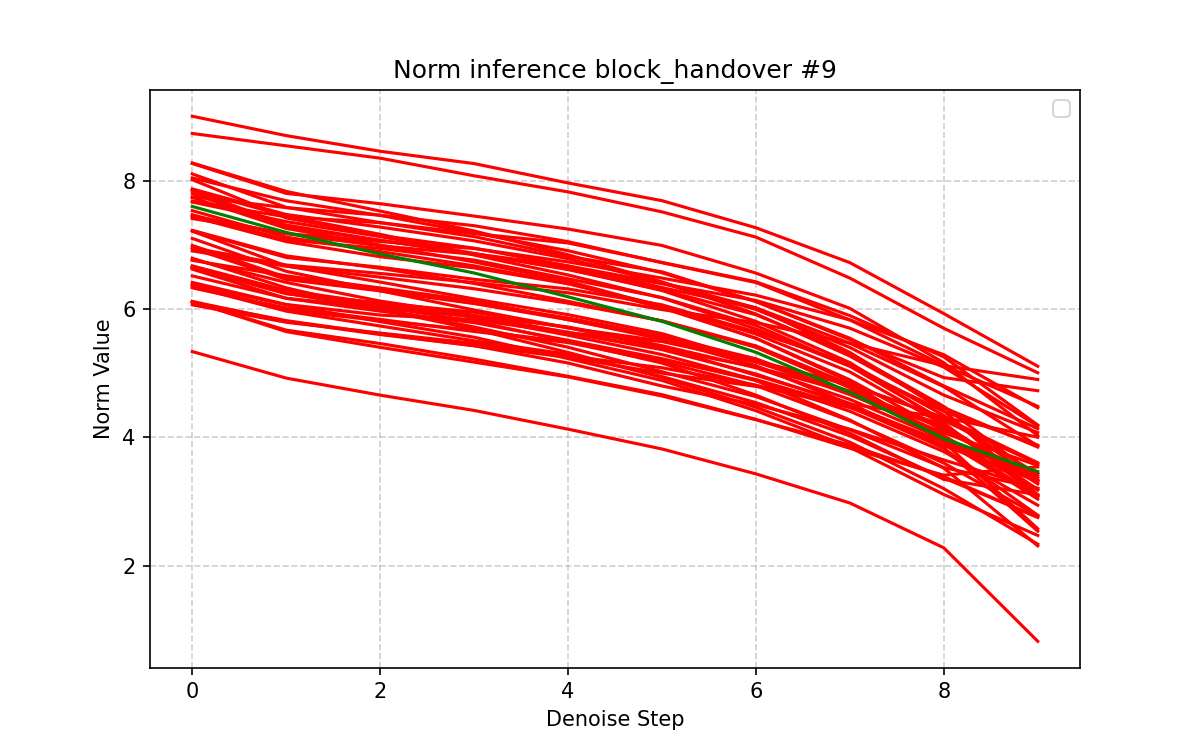 Norm inference block_handover #9
Norm Value
8
6
4
2
0 2 4 6 8
Denoise Step